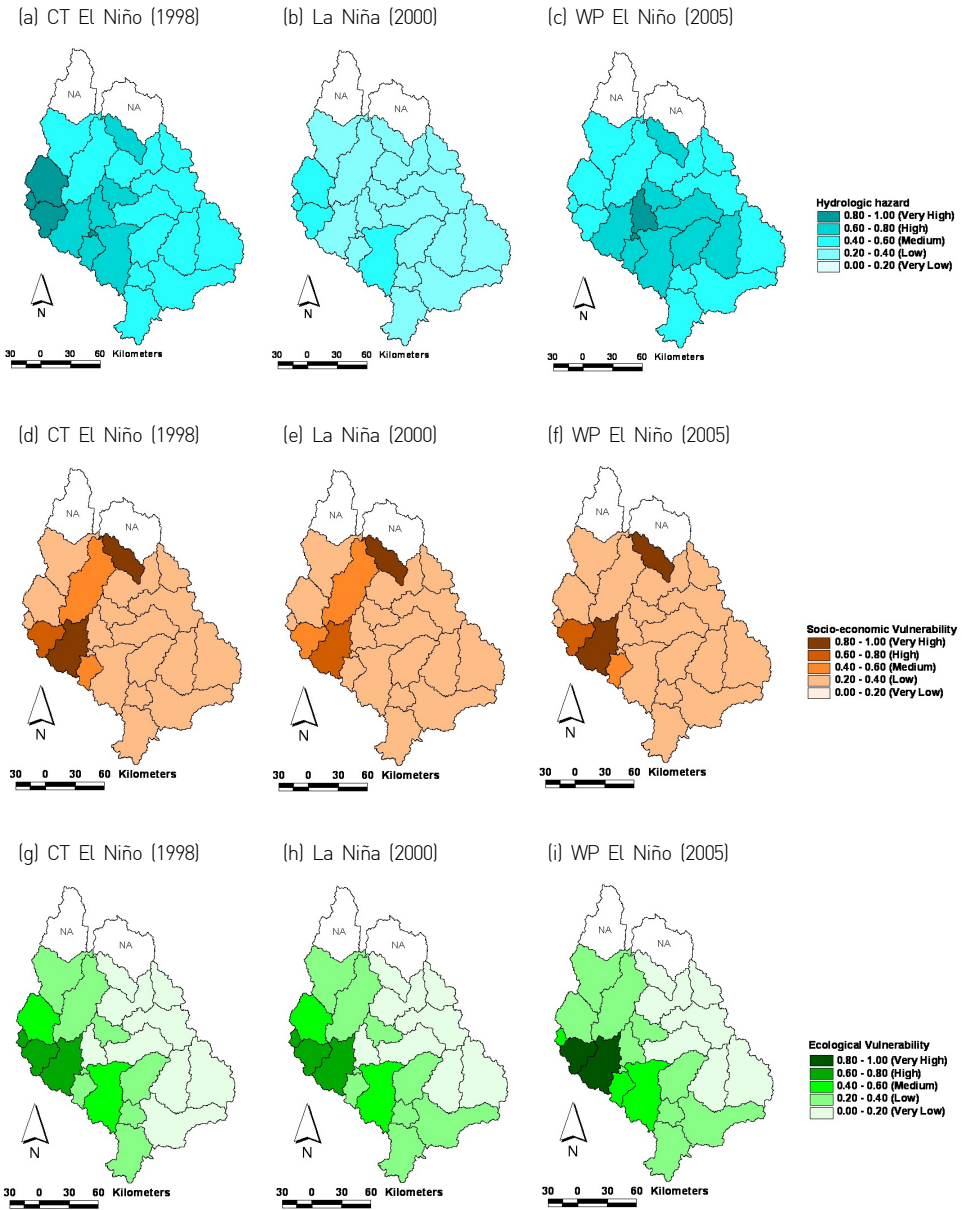 (a) CT El Niño (1998)
(b) La Niña (2000)
(c) WP El Niño (2005)
NA
NA
NA
NA
NA
NA
Hydrologic hazard
0.80 - 1.00 (Very High)
0.60 - 0.80 (High)
0.40 - 0.60 (Medium)
0.20 - 0.40 (Low)
0.00 - 0.20 (Very Low)
N
N
N
30 0 30 60 Kilometers
30 0 30 60 Kilometers
30 0 30 60 Kilometers
(d) CT El Niño (1998)
(e) La Niña (2000)
(f) WP El Niño (2005)
NA
NA
NA
NA
NA
NA
Socio-economic Vulnerability
0.80 - 1.00 (Very High)
0.60 - 0.80 (High)
0.40 - 0.60 (Medium)
0.20 - 0.40 (Low)
0.00 - 0.20 (Very Low)
N
N
N
30 0 30 60 Kilometers
30 0 30 60 Kilometers
30 0 30 60 Kilometers
(g) CT El Niño (1998)
(h) La Niña (2000)
(i) WP El Niño (2005)
NA
NA
NA
NA
NA
NA
Ecological Vulnerability
0.80 - 1.00 (Very High)
0.60 - 0.80 (High)
0.40 - 0.60 (Medium)
0.20 - 0.40 (Low)
0.00 - 0.20 (Very Low)
N
N
N
30 0 30 60 Kilometers
30 0 30 60 Kilometers
30 0 30 60 Kilometers